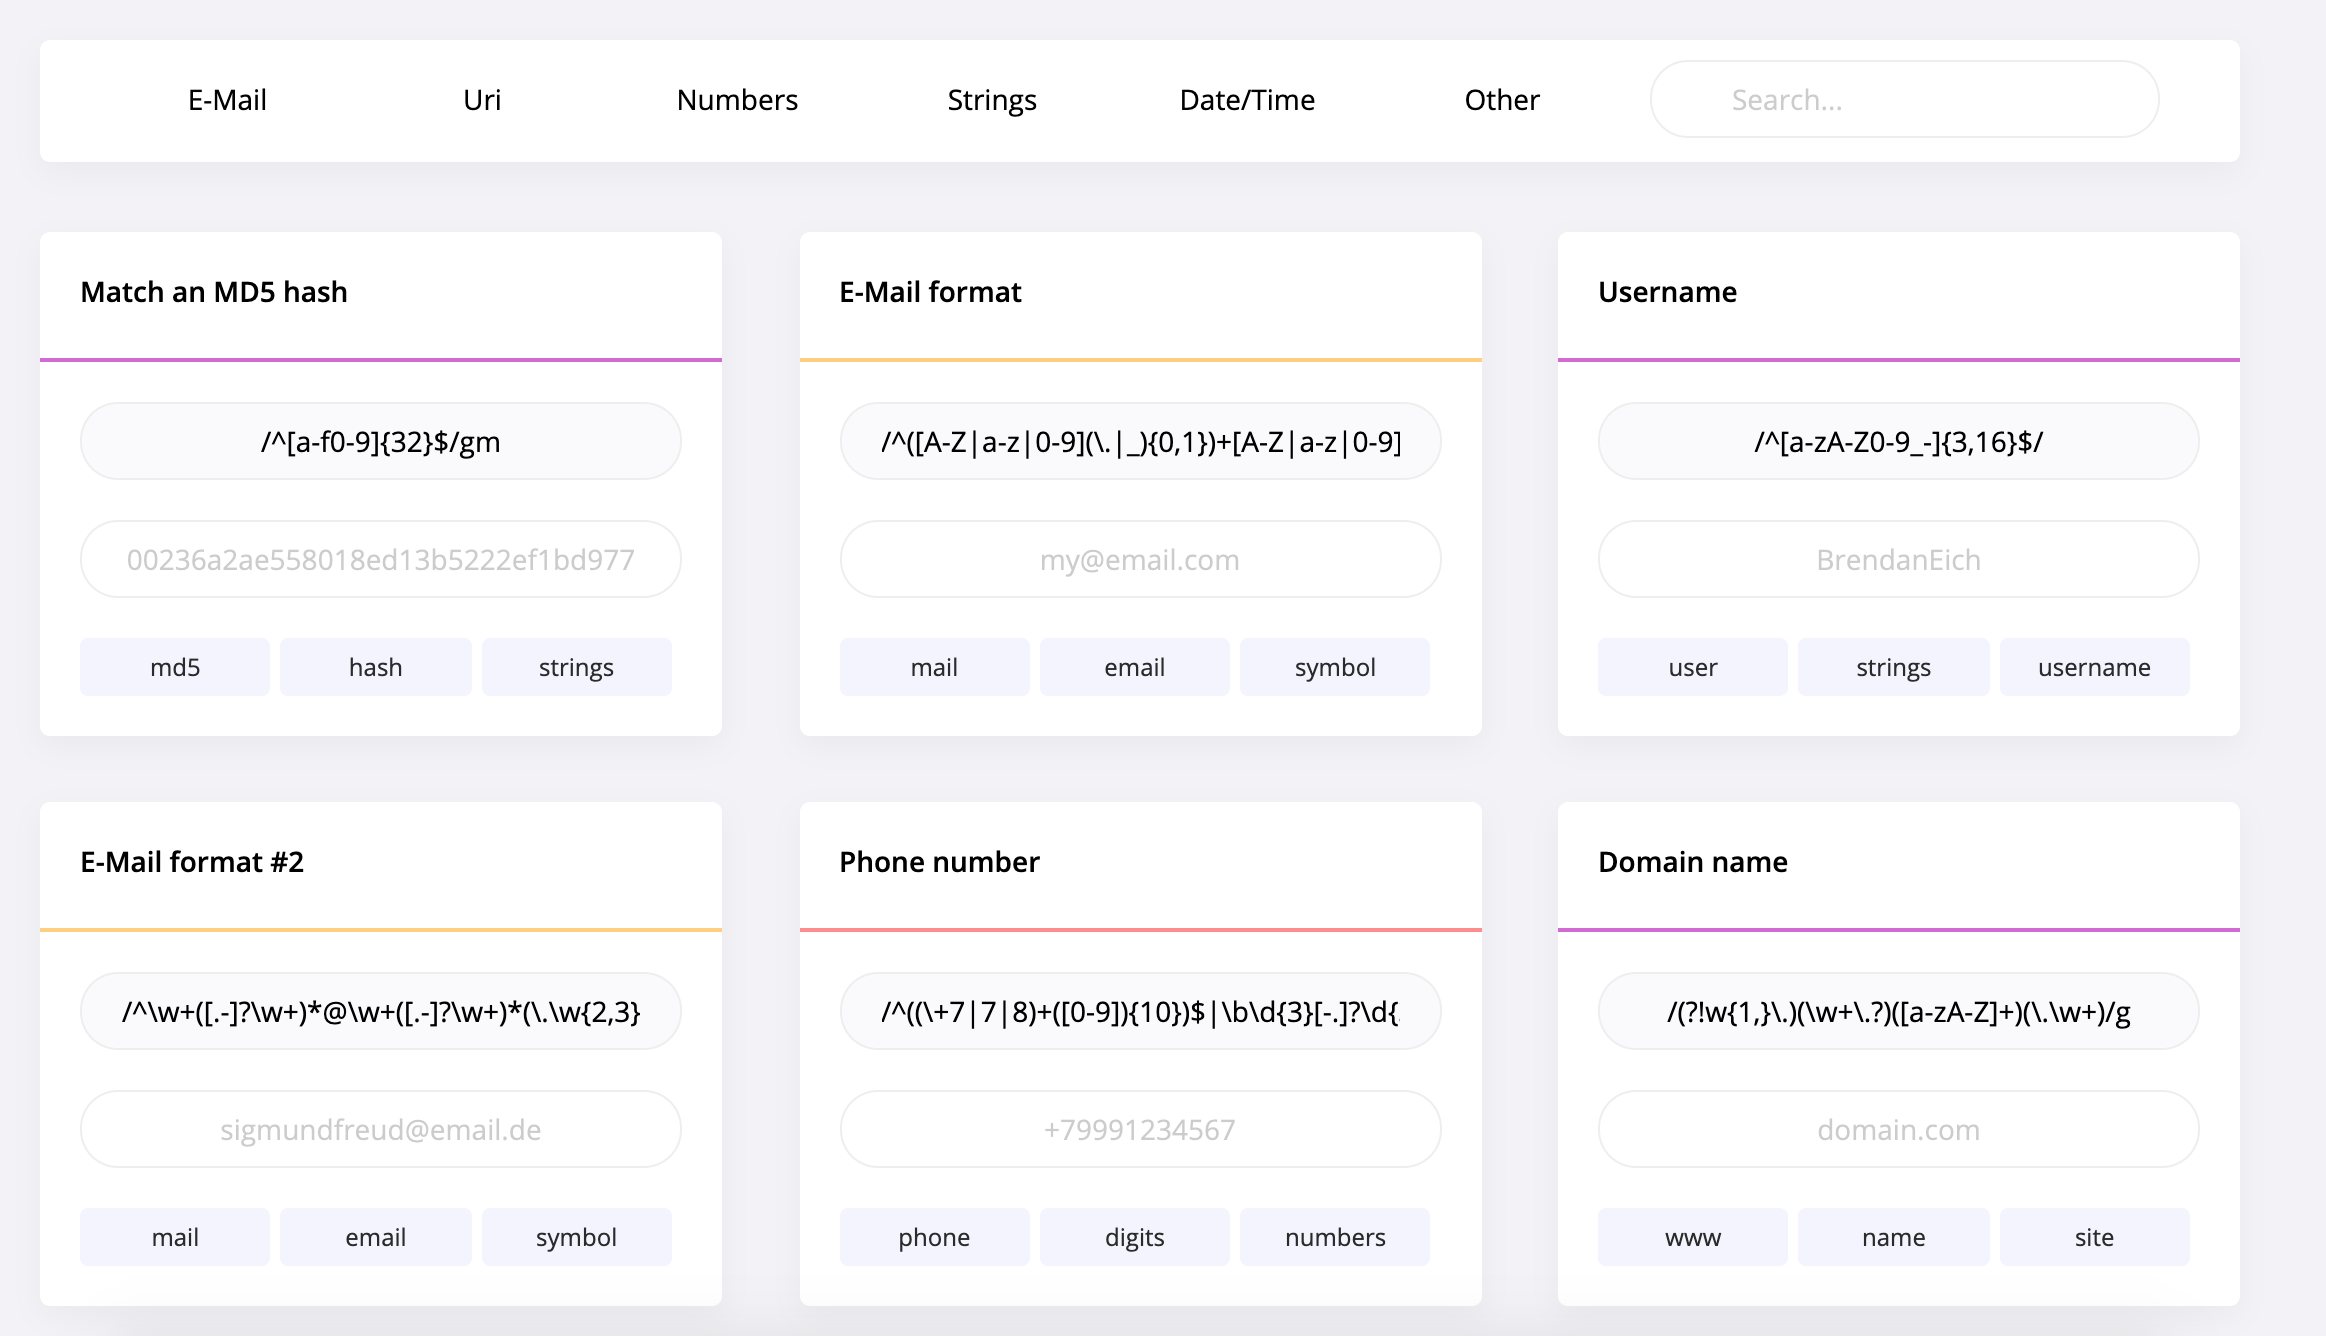 E-Mail Uri Numbers Strings Date/Time Other Search...
Match an MD5 hash
/^[a-f0-9]{32}$/gm
00236a2ae558018ed13b5222ef1bd977
md5 hash strings
E-Mail format
/^([A-Z|a-z|0-9](\.|_){0,1})+[A-Z|a-z|0-9]
my@email.com
mail email symbol
Username
/^[a-zA-Z0-9_-]{3,16}$/
BrendanEich
user strings username
E-Mail format #2
/^\w+([.-]?\w+)*@\w+([.-]?\w+)*(\.\w{2,3}
sigmundfreud@email.de
mail email symbol
Phone number
/^((\+7|7|8)+([0-9]){10})$|\b\d{3}[-.]?\d{
+79991234567
phone digits numbers
Domain name
/(?!w{1,}\.)(\w+\.?)([a-zA-Z]+)(\.\w+)/g
domain.com
www name site